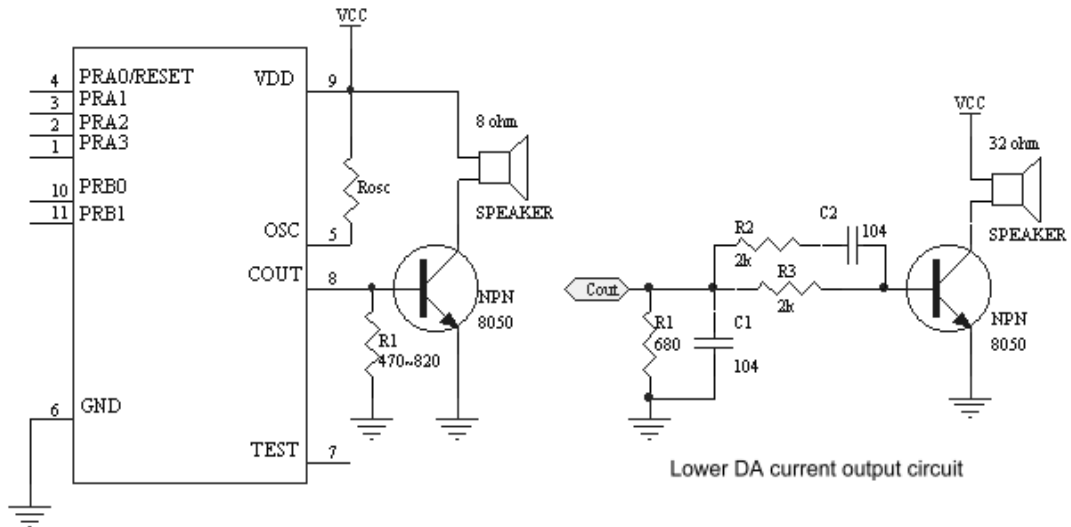 VCC
4 PRA0/RESET
VDD 9
3 PRA1
2 PRA2
1 PRA3
10 PRB0
11 PRB1
Rosc
OSC 5
COUT 8
8 ohm
SPEAKER
NPN
8050
R1
470~820
6 GND
TEST 7
VCC
32 ohm
SPEAKER
C2
104
R2
2k
R3
2k
Cout
R1
680
C1
104
NPN
8050
Lower DA current output circuit